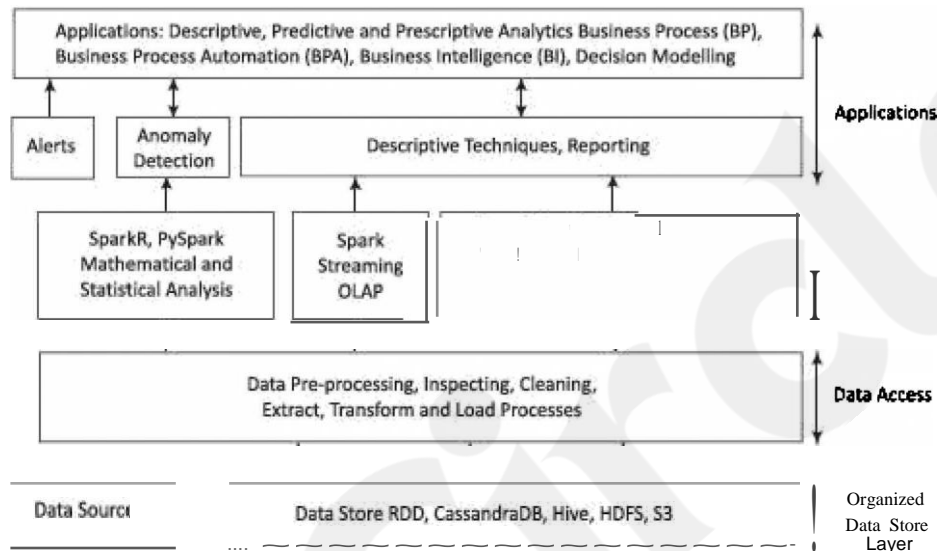 Applications: Descriptive, Predictive and Prescriptive Analytics Business Process (BP),
Business Process Automation (BPA), Business Intelligence (BI), Decision Modelling
Applications
Alerts
Anomaly
Detection
Descriptive Techniques, Reporting
SparkR, PySpark
Mathematical and
Statistical Analysis
Spark
Streaming
OLAP
Data Pre-processing, Inspecting, Cleaning,
Extract, Transform and Load Processes
Data Access
Data Source
Data Store RDD, CassandraDB, Hive, HDFS, S3
Organized
Data Store
Layer